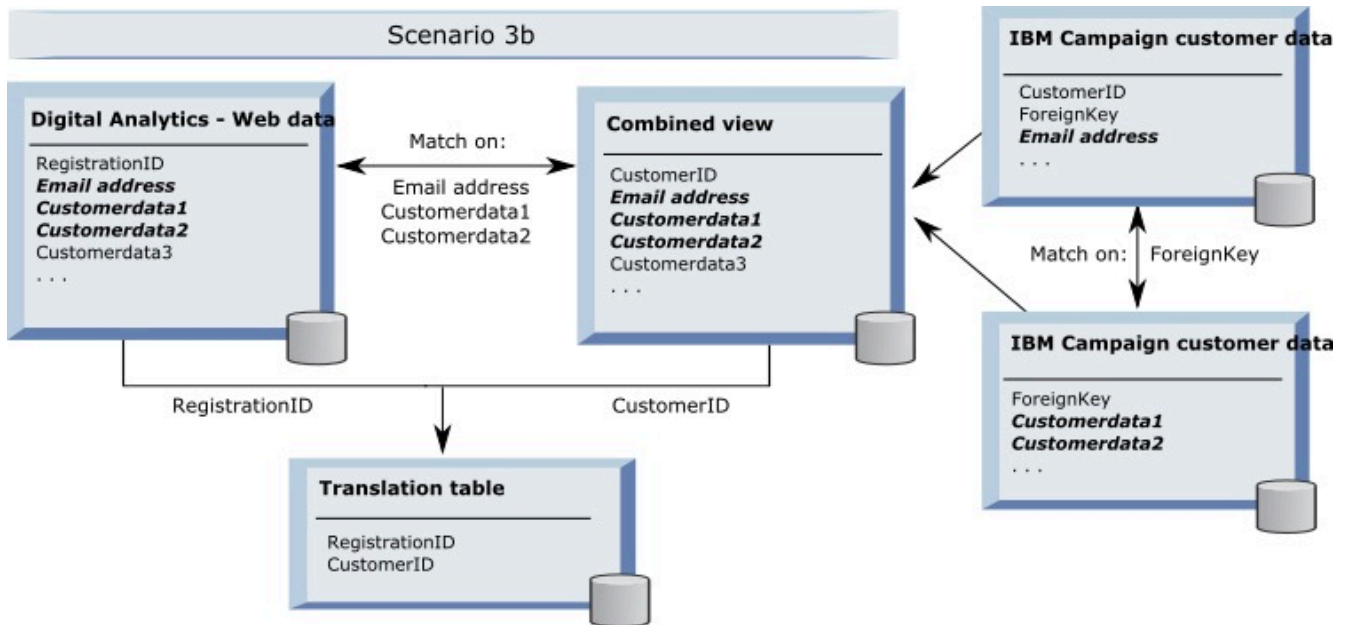 Scenario 3b
Digital Analytics - Web data
RegistrationID
Email address
Customerdata1
Customerdata2
Customerdata3
. . .
Match on:
Email address
Customerdata1
Customerdata2
Combined view
CustomerID
Email address
Customerdata1
Customerdata2
Customerdata3
. . .
IBM Campaign customer data
CustomerID
ForeignKey
Email address
. . .
Match on: ForeignKey
IBM Campaign customer data
ForeignKey
Customerdata1
Customerdata2
. . .
RegistrationID
CustomerID
Translation table
RegistrationID
CustomerID